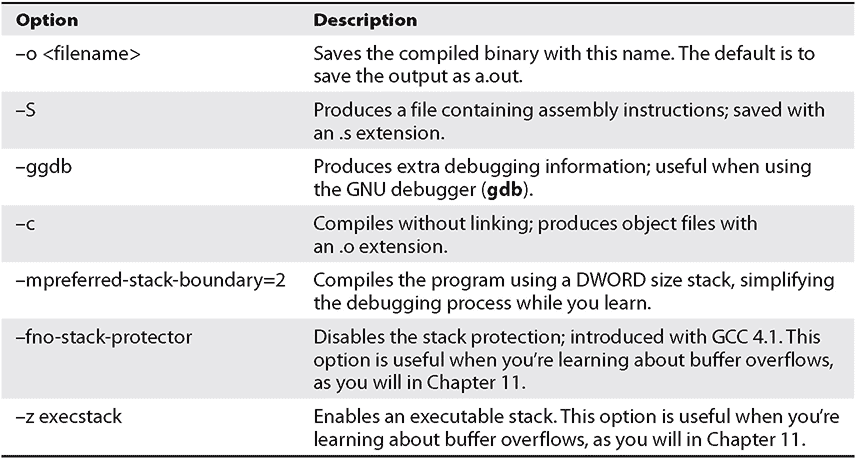 Option Description
–o <filename> Saves the compiled binary with this name. The default is to
save the output as a.out.
–S Produces a file containing assembly instructions; saved with
an .s extension.
–ggdb Produces extra debugging information; useful when using
the GNU debugger (gdb).
–c Compiles without linking; produces object files with
an .o extension.
–mpreferred-stack-boundary=2 Compiles the program using a DWORD size stack, simplifying
the debugging process while you learn.
–fno-stack-protector Disables the stack protection; introduced with GCC 4.1. This
option is useful when you’re learning about buffer overflows,
as you will in Chapter 11.
–z execstack Enables an executable stack. This option is useful when you’re
learning about buffer overflows, as you will in Chapter 11.